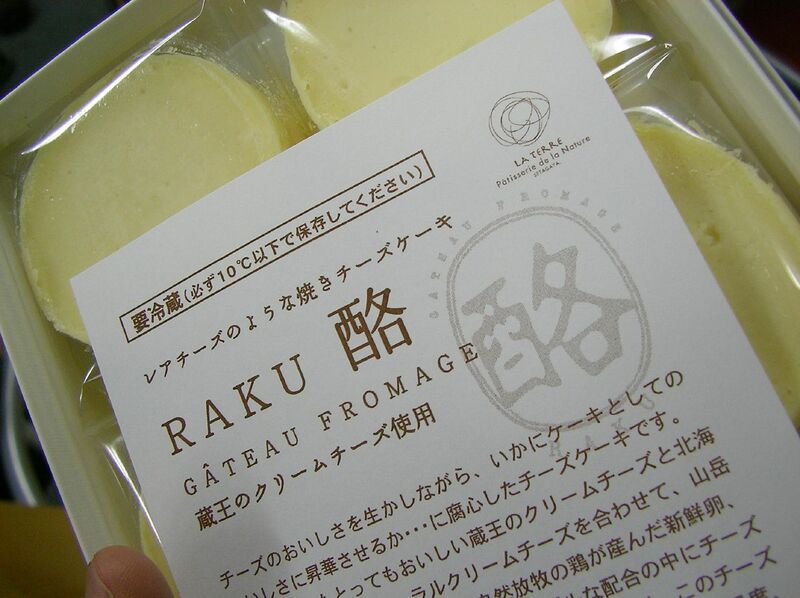 LA TERRE
Pâtisserie de la Nature
SETAGAYA
要冷蔵(必ず10℃以下で保存してください)
レアチーズのような焼きチーズケーキ
RAKU 酪
GÂTEAU FROMAGE
蔵王のクリームチーズ使用
GATEAU FROMAGE
酪
RAKU
チーズのおいしさを生かしながら、いかにケーキとしての
おいしさに昇華させるか・・・に腐心したチーズケーキです。
とってもおいしい蔵王のクリームチーズと北海
ラルクリームチーズを合わせて、山岳
自然放牧の鶏が産んだ新鮮卵、
な配合の中にチーズ
このチーズ